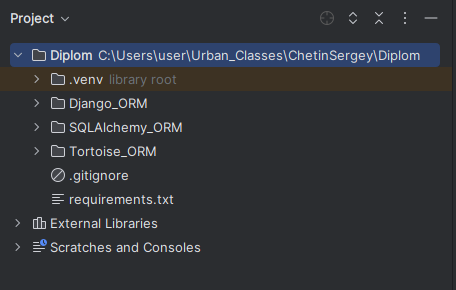 Project
Diplom C:\Users\user\Urban_Classes\ChetinSergey\Diplom
.venv library root
Django_ORM
SQLAlchemy_ORM
Tortoise_ORM
.gitignore
requirements.txt
External Libraries
Scratches and Consoles